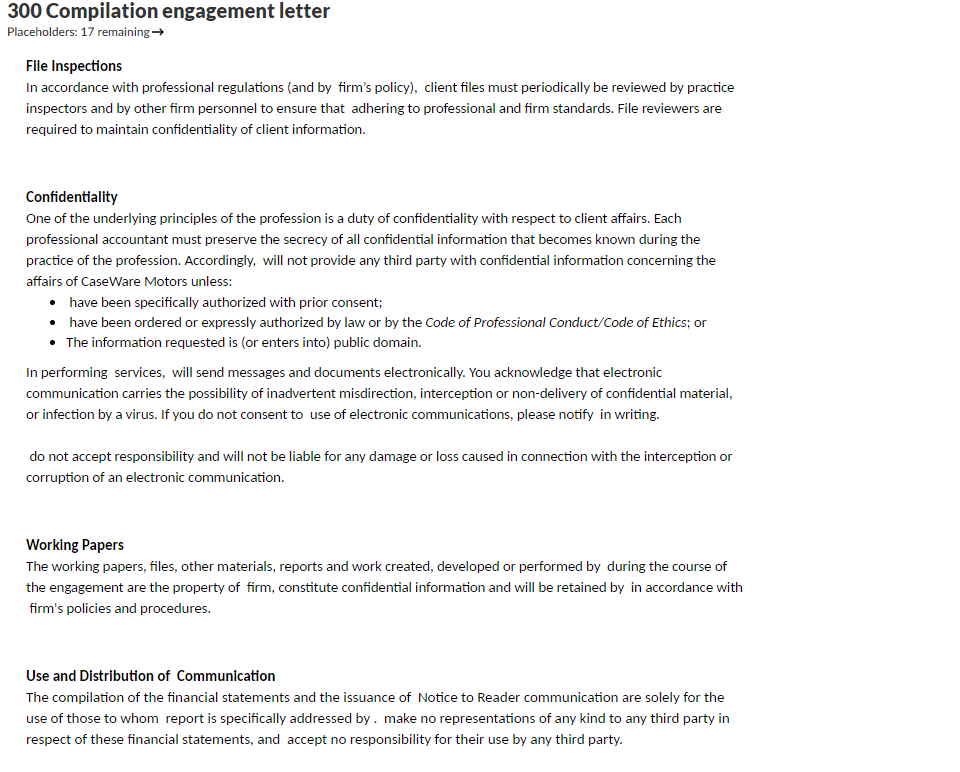 300 Compilation engagement letter
Placeholders: 17 remaining→
File Inspections
In accordance with professional regulations (and by firm's policy), client files must periodically be reviewed by practice
inspectors and by other firm personnel to ensure that adhering to professional and firm standards. File reviewers are
required to maintain confidentiality of client information.
Confidentiality
One of the underlying principles of the profession is a duty of confidentiality with respect to client affairs. Each
professional accountant must preserve the secrecy of all confidential information that becomes known during the
practice of the profession. Accordingly, will not provide any third party with confidential information concerning the
affairs of CaseWare Motors unless:
• have been specifically authorized with prior consent;
• have been ordered or expressly authorized by law or by the Code of Professional Conduct/Code of Ethics; or
• The information requested is (or enters into) public domain.
In performing services, will send messages and documents electronically. You acknowledge that electronic
communication carries the possibility of inadvertent misdirection, interception or non-delivery of confidential material,
or infection by a virus. If you do not consent to use of electronic communications, please notify in writing.
do not accept responsibility and will not be liable for any damage or loss caused in connection with the interception or
corruption of an electronic communication.
Working Papers
The working papers, files, other materials, reports and work created, developed or performed by during the course of
the engagement are the property of firm, constitute confidential information and will be retained by in accordance with
firm's policies and procedures.
Use and Distribution of Communication
The compilation of the financial statements and the issuance of Notice to Reader communication are solely for the
use of those to whom report is specifically addressed by . make no representations of any kind to any third party in
respect of these financial statements, and accept no responsibility for their use by any third party.